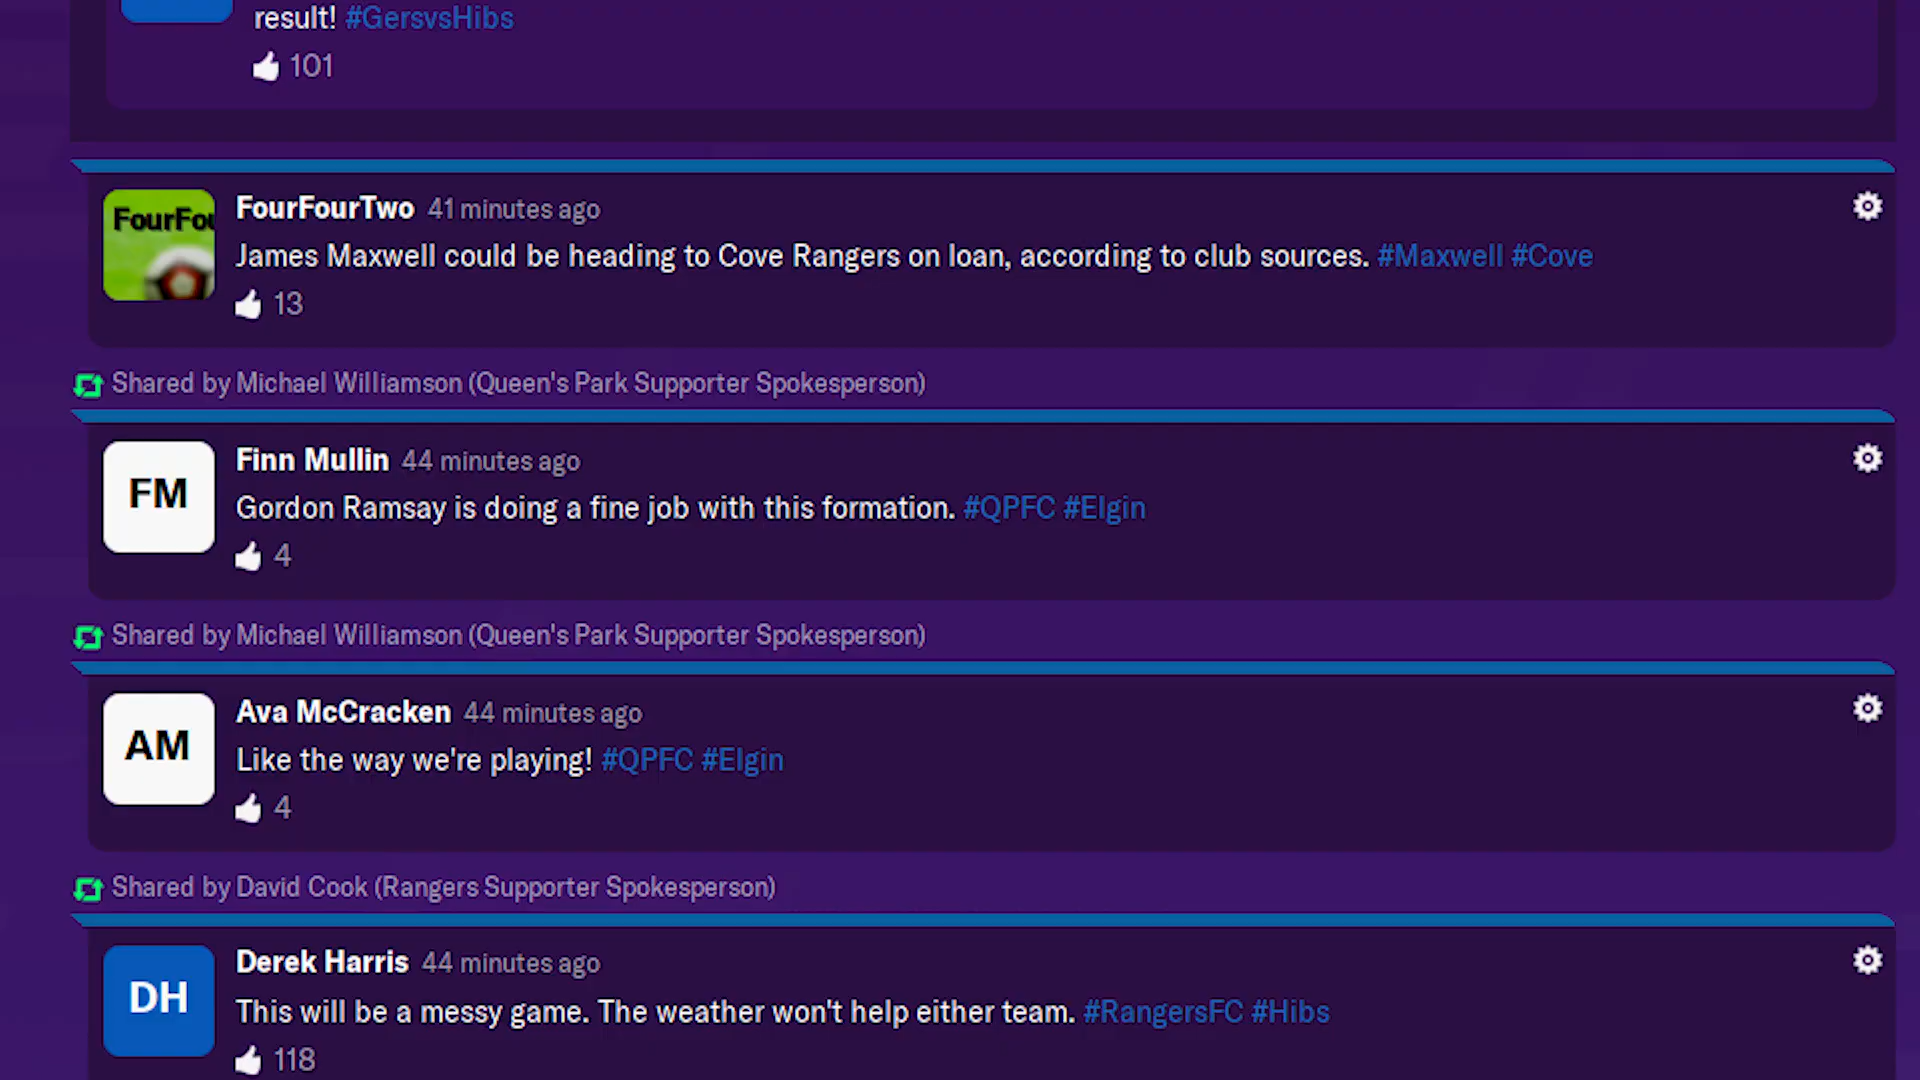 result! #GersvsHibs
101
FourFou
FourFourTwo 41 minutes ago
James Maxwell could be heading to Cove Rangers on loan, according to club sources. #Maxwell #Cove
13
Shared by Michael Williamson (Queen's Park Supporter Spokesperson)
FM
Finn Mullin 44 minutes ago
Gordon Ramsay is doing a fine job with this formation. #QPFC #Elgin
4
Shared by Michael Williamson (Queen's Park Supporter Spokesperson)
AM
Ava McCracken 44 minutes ago
Like the way we're playing! #QPFC #Elgin
4
Shared by David Cook (Rangers Supporter Spokesperson)
DH
Derek Harris 44 minutes ago
This will be a messy game. The weather won't help either team. #RangersFC #Hibs
118